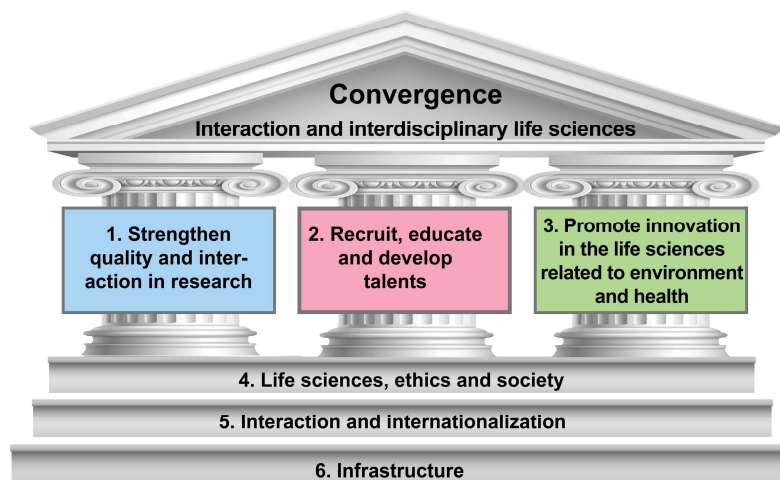 Convergence
Interaction and interdisciplinary life sciences
1. Strengthen
quality and inter-
action in research
2. Recruit, educate
and develop
talents
3. Promote innovation
in the life sciences
related to environment
and health
4. Life sciences, ethics and society
5. Interaction and internationalization
6. Infrastructure